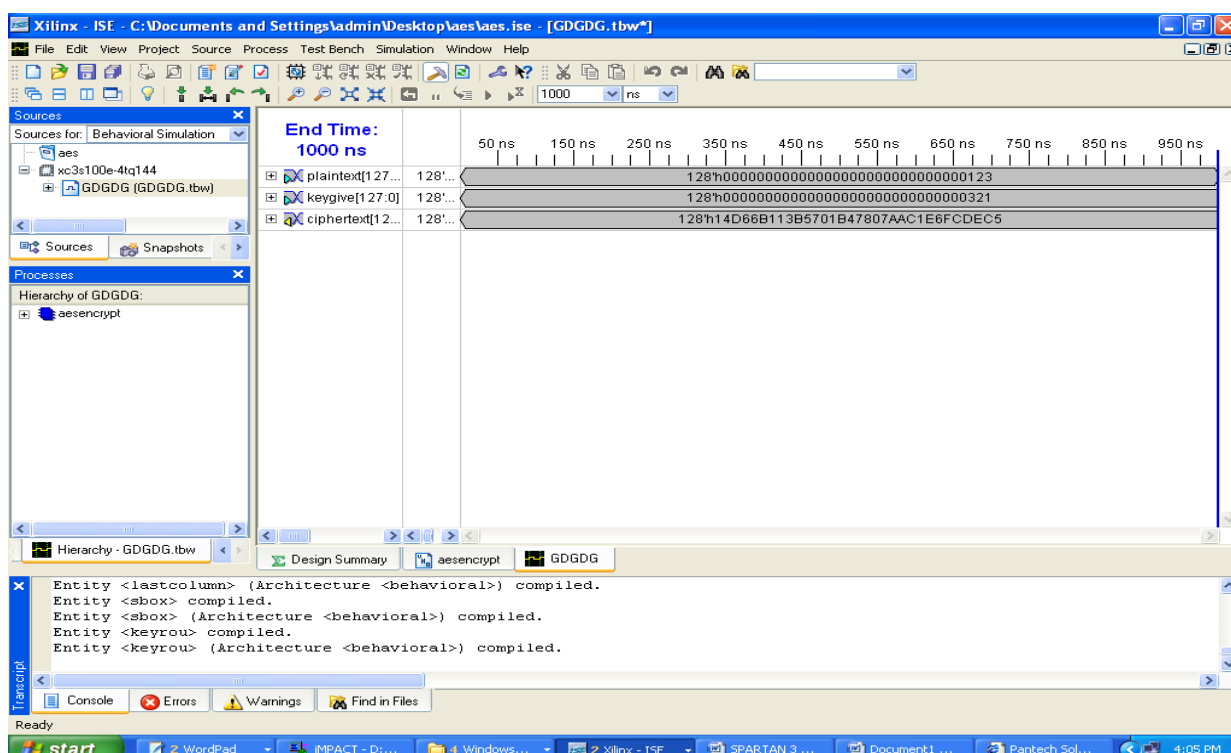 Xilinx - ISE - C:\Documents and Settings\admin\Desktop\aes\aes.ise - [GDGDG.tbw*]
File Edit View Project Source Process Test Bench Simulation Window Help
1000 ns
Sources
Sources for: Behavioral Simulation
aes
xc3s100e-4tq144
GDGDG (GDGDG.tbw)
Sources Snapshots
Processes
Hierarchy of GDGDG:
aesencrypt
Hierarchy - GDGDG.tbw
End Time:
1000 ns
50 ns 150 ns 250 ns 350 ns 450 ns 550 ns 650 ns 750 ns 850 ns 950 ns
plaintext[127... 128'... 128'h00000000000000000000000000000123
keygive[127:0] 128'... 128'h00000000000000000000000000000321
ciphertext[12... 128'... 128'h14D66B113B5701B47807AAC1E6FCDEC5
Design Summary aesencrypt GDGDG
Entity <lastcolumn> (Architecture <behavioral>) compiled.
Entity <sbox> compiled.
Entity <sbox> (Architecture <behavioral>) compiled.
Entity <keyrou> compiled.
Entity <keyrou> (Architecture <behavioral>) compiled.
Transcript
Console Errors Warnings Find in Files
Ready
start 2 WordPad iMPACT - D:... 4 Windows... 2 Xilinx - ISE SPARTAN 3 ... Document1 ... Pantech Sol... 4:05 PM